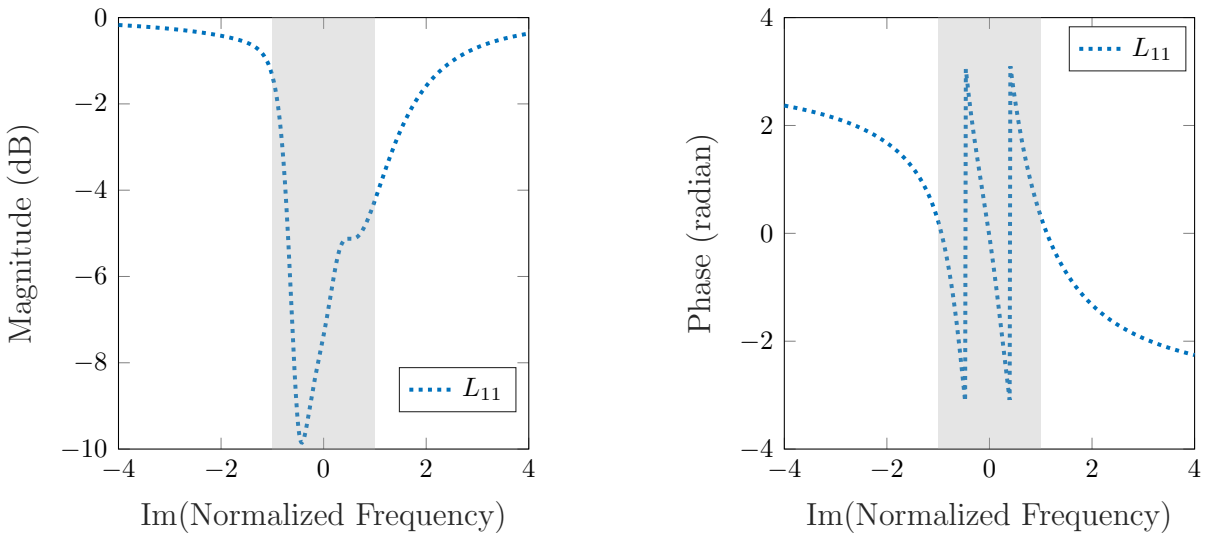 0
−2
−4
−6
−8
−10
−4 −2 0 2 4
Magnitude (dB)
Im(Normalized Frequency)
L₁₁
4
2
0
−2
−4
−4 −2 0 2 4
Phase (radian)
Im(Normalized Frequency)
L₁₁